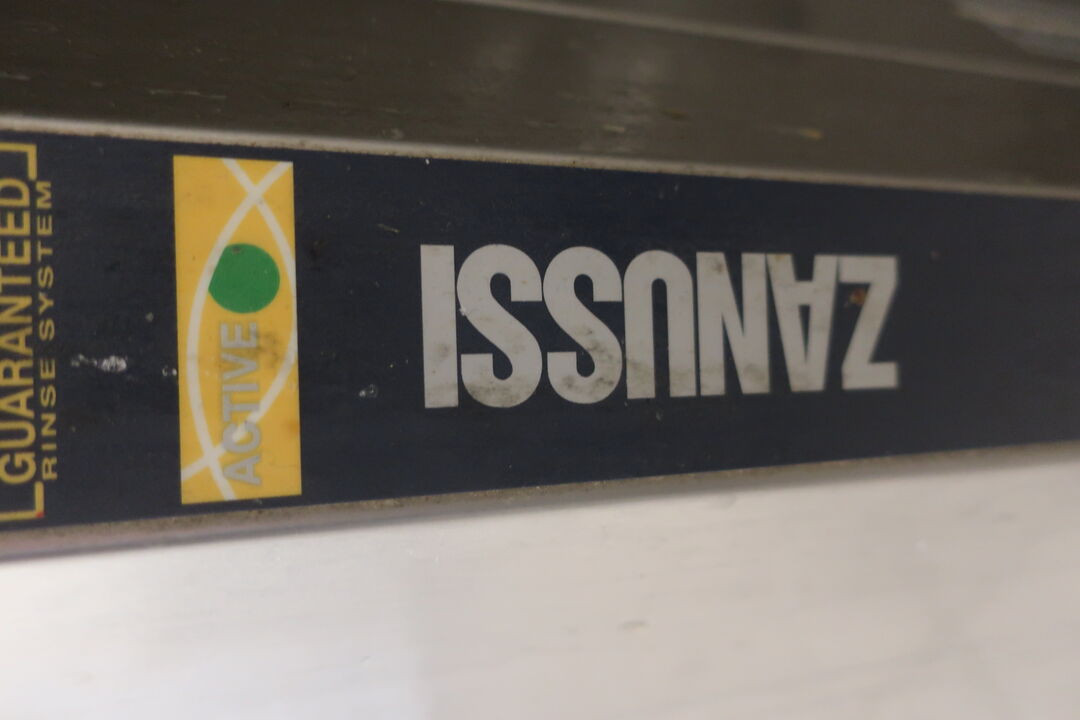 ZANUSSI
ACTIVE
GUARANTEED
RINSE SYSTEM